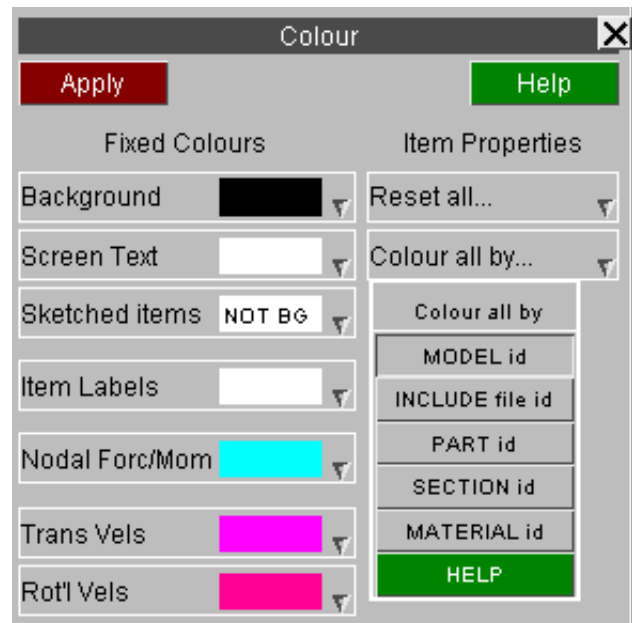 Colour
Apply
Help
Fixed Colours
Item Properties
Background
Reset all...
Screen Text
Colour all by...
Sketched items NOT BG
Colour all by
MODEL id
Item Labels
INCLUDE file id
PART id
Nodal Forc/Mom
SECTION id
Trans Vels
MATERIAL id
HELP
Rot'l Vels